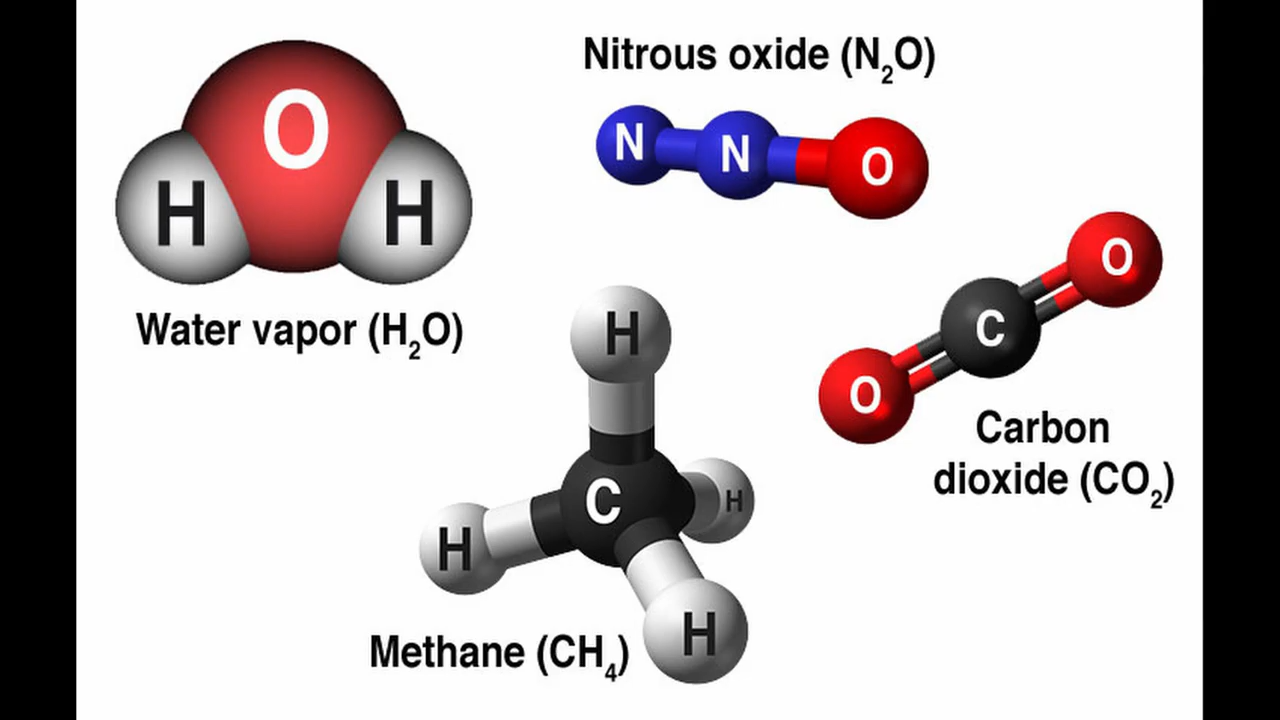 O
H H
Water vapor (H₂O)
Nitrous oxide (N₂O)
N N O
O
C
O
Carbon
dioxide (CO₂)
H
C
H
H
H
Methane (CH₄)